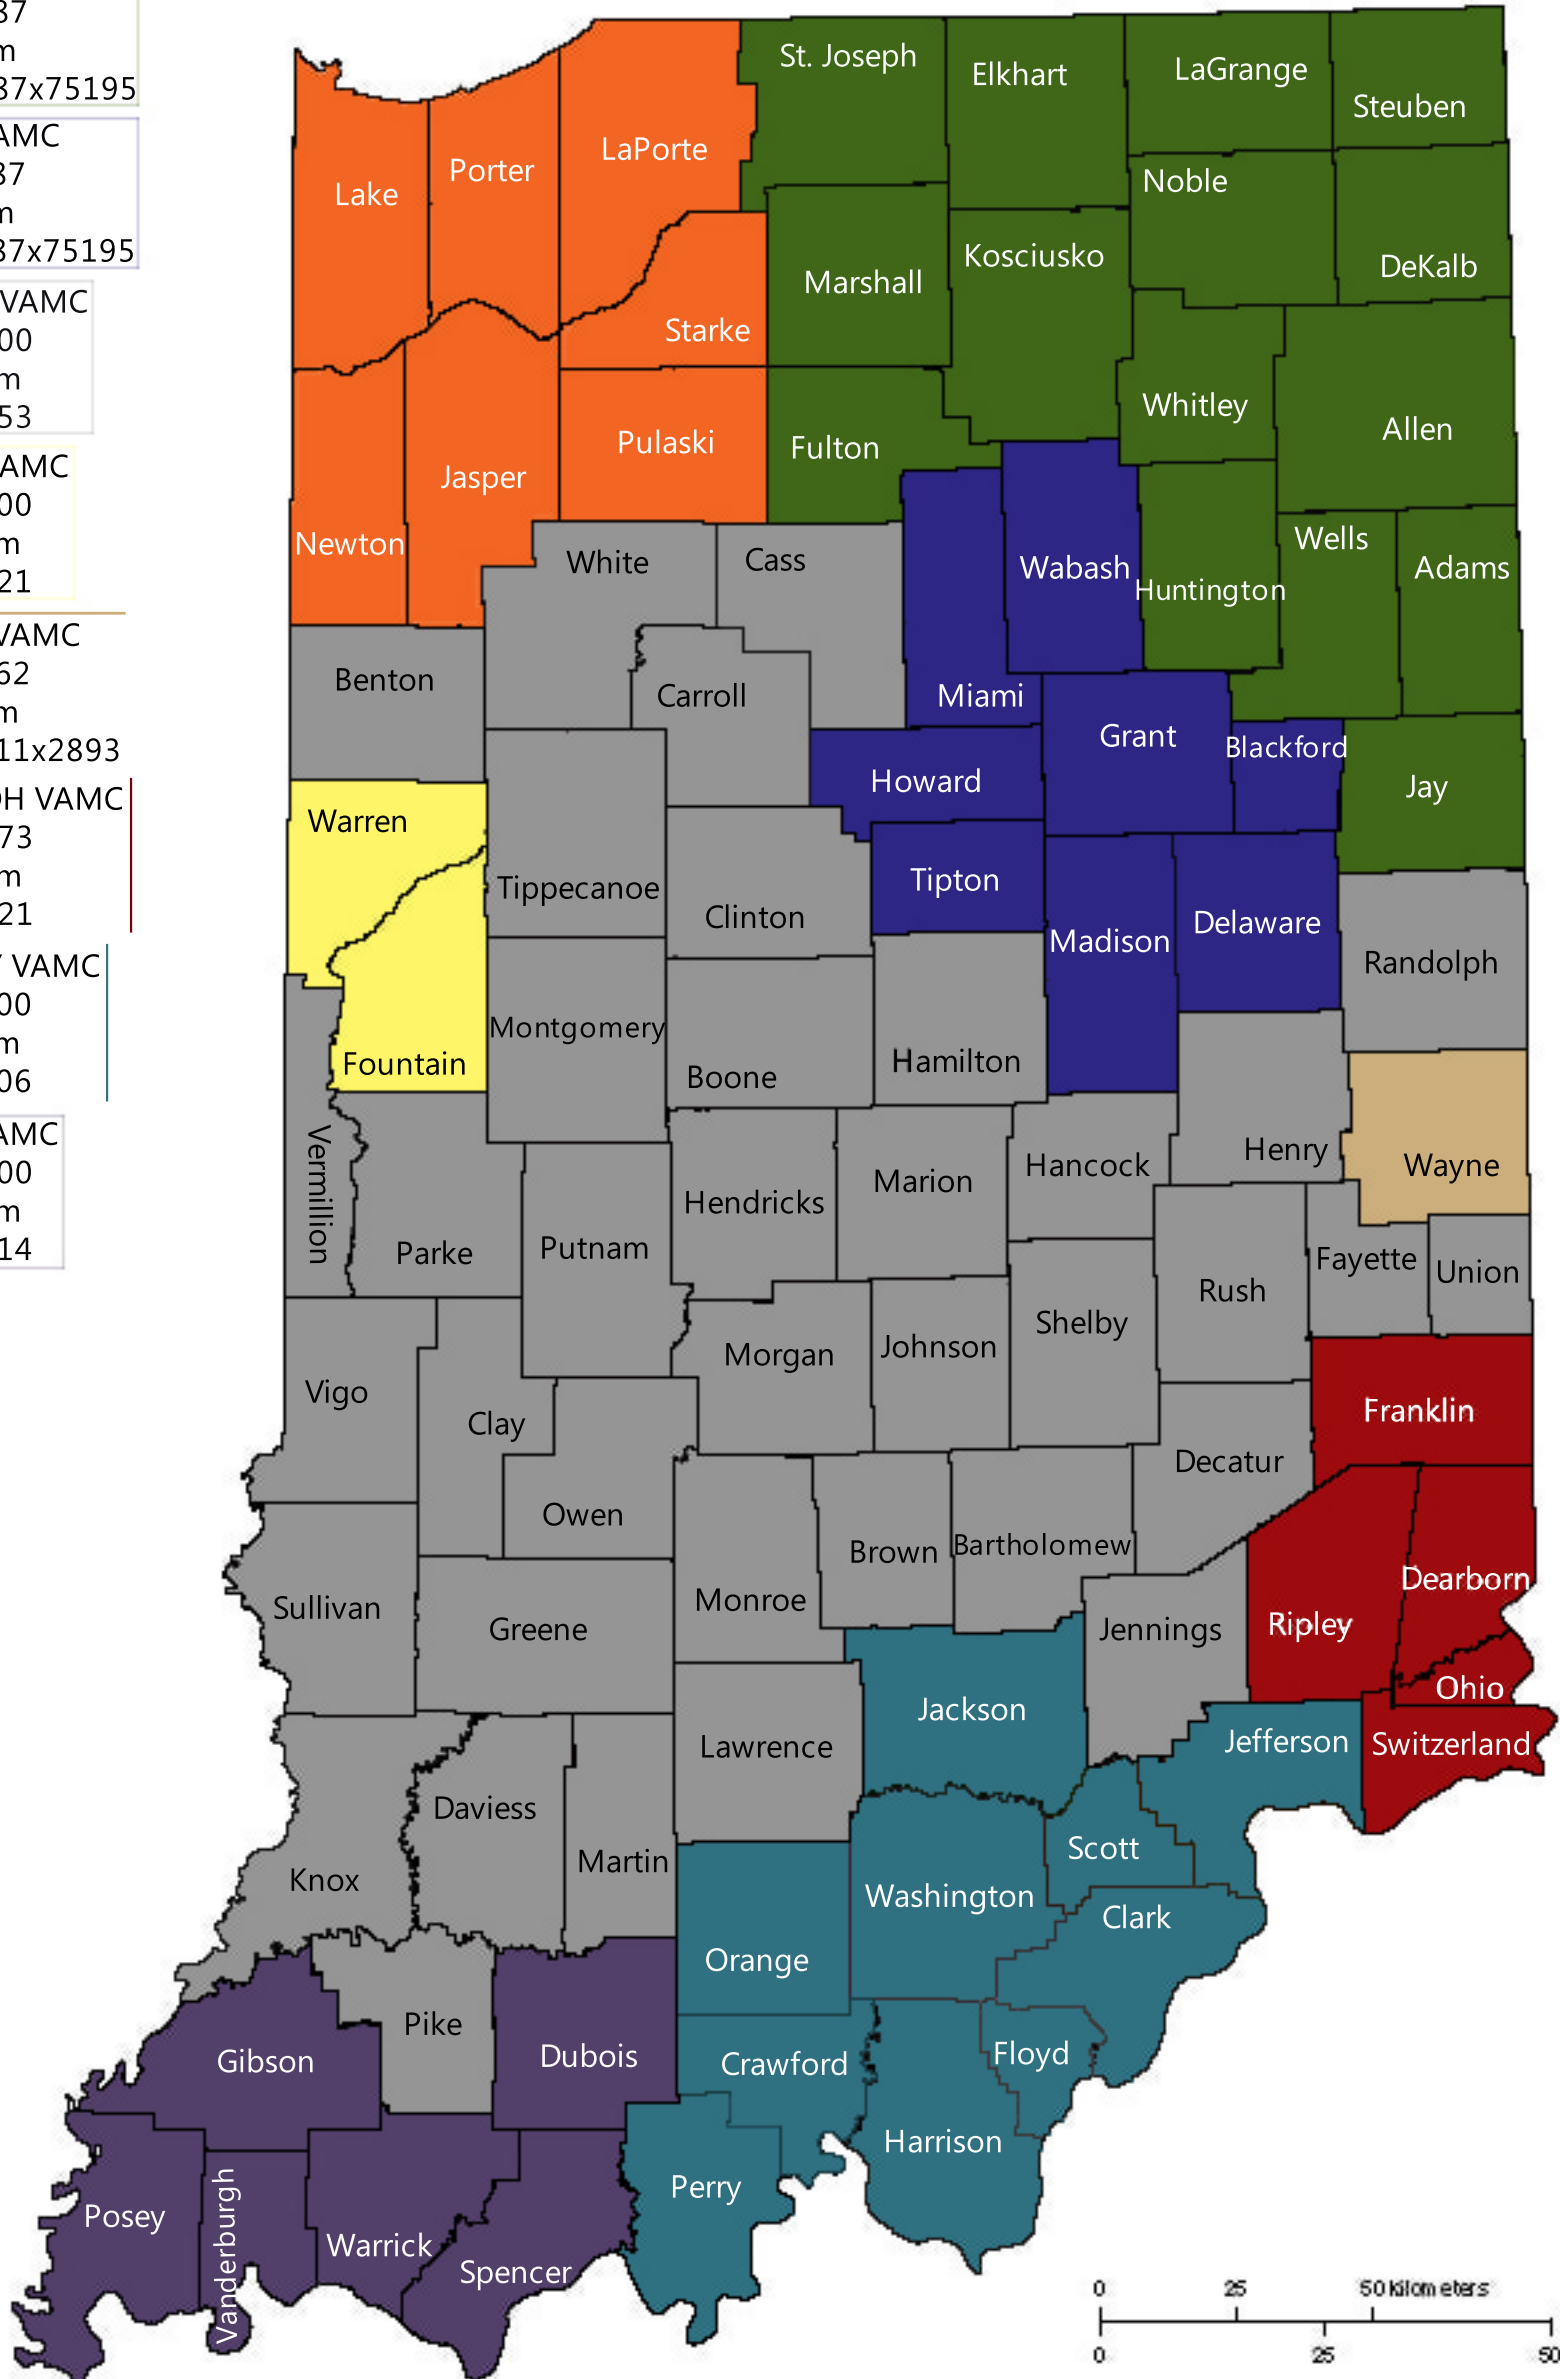 37
m
37x75195
AMC
37
m
37x75195
VAMC
00
m
53
AMC
00
m
21
VAMC
62
m
11x2893
OH VAMC
73
m
21
VAMC
00
m
06
AMC
00
m
14
St. Joseph
Elkhart
LaGrange
Steuben
LaPorte
Porter
Lake
Noble
Kosciusko
DeKalb
Marshall
Starke
Whitley
Allen
Pulaski
Fulton
Jasper
Newton
Wells
White
Cass
Wabash
Adams
Huntington
Benton
Carroll
Miami
Grant
Blackford
Howard
Jay
Warren
Tippecanoe
Tipton
Clinton
Delaware
Madison
Randolph
Montgomery
Fountain
Boone
Hamilton
Vermillion
Henry
Hancock
Wayne
Marion
Hendricks
Parke
Putnam
Fayette
Union
Rush
Shelby
Morgan
Johnson
Vigo
Clay
Franklin
Decatur
Owen
Brown
Bartholomew
Dearborn
Sullivan
Monroe
Greene
Jennings
Ripley
Ohio
Jackson
Lawrence
Jefferson
Switzerland
Daviess
Scott
Martin
Knox
Washington
Clark
Orange
Pike
Gibson
Dubois
Crawford
Floyd
Harrison
Perry
Posey
Vanderburgh
Warrick
Spencer
0 25 50 kilometers
0 25 50